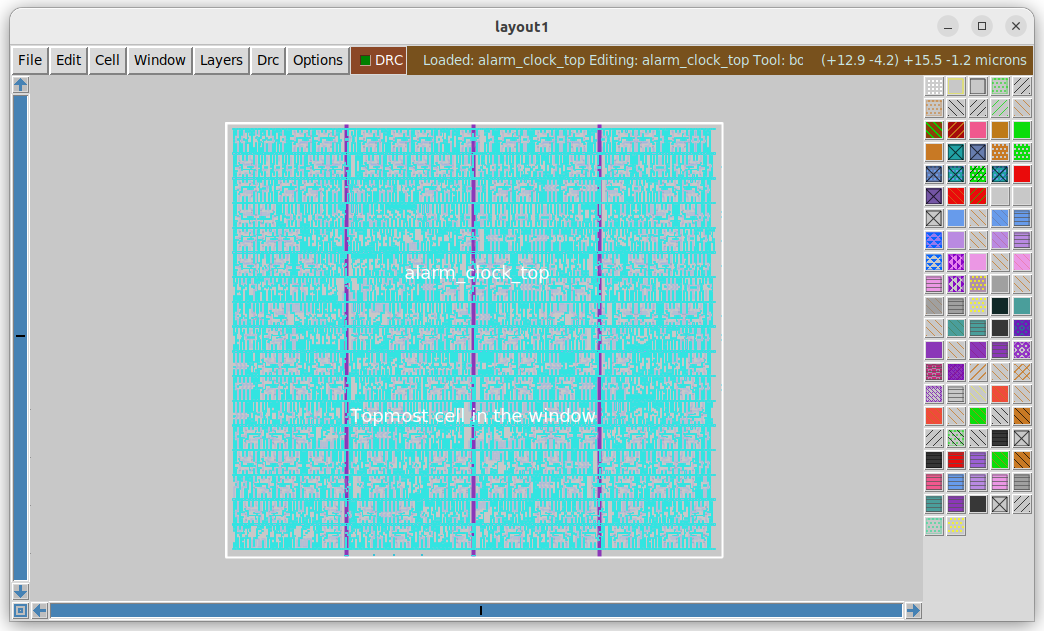 layout1
File Edit Cell Window Layers Drc Options DRC Loaded: alarm_clock_top Editing: alarm_clock_top Tool: bc (+12.9 -4.2) +15.5 -1.2 microns
alarm_clock_top
Topmost cell in the window